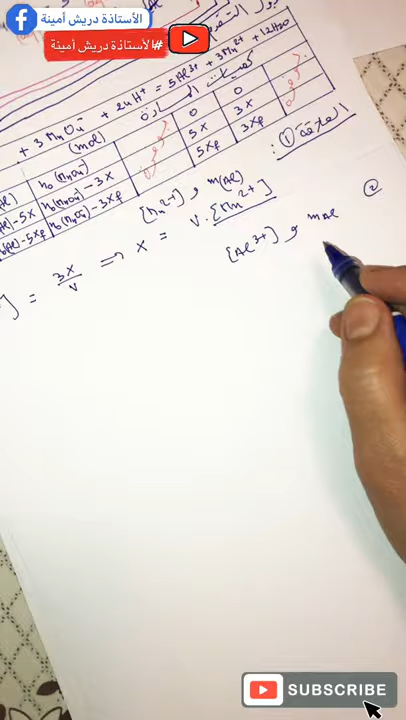 الأستاذة دريش أمينة
#الأستاذة دريش أمينة
+ 3MnO₄⁻ + 24H⁺ = 5Al³⁺ + 3Mn²⁺ + 12H₂O
(mol) كميات المادة
n₀(MnO₄⁻) 0 0
-5x n₀(MnO₄⁻)-3x 5x 3x
-5xf n₀(MnO₄⁻)-3xf 5xf 3xf
العلاقة ①:
[Mn²⁺] و m(Al)
= 3x/V ⟹ x = V.[Mn²⁺]
②
[Al³⁺] و mAl
SUBSCRIBE